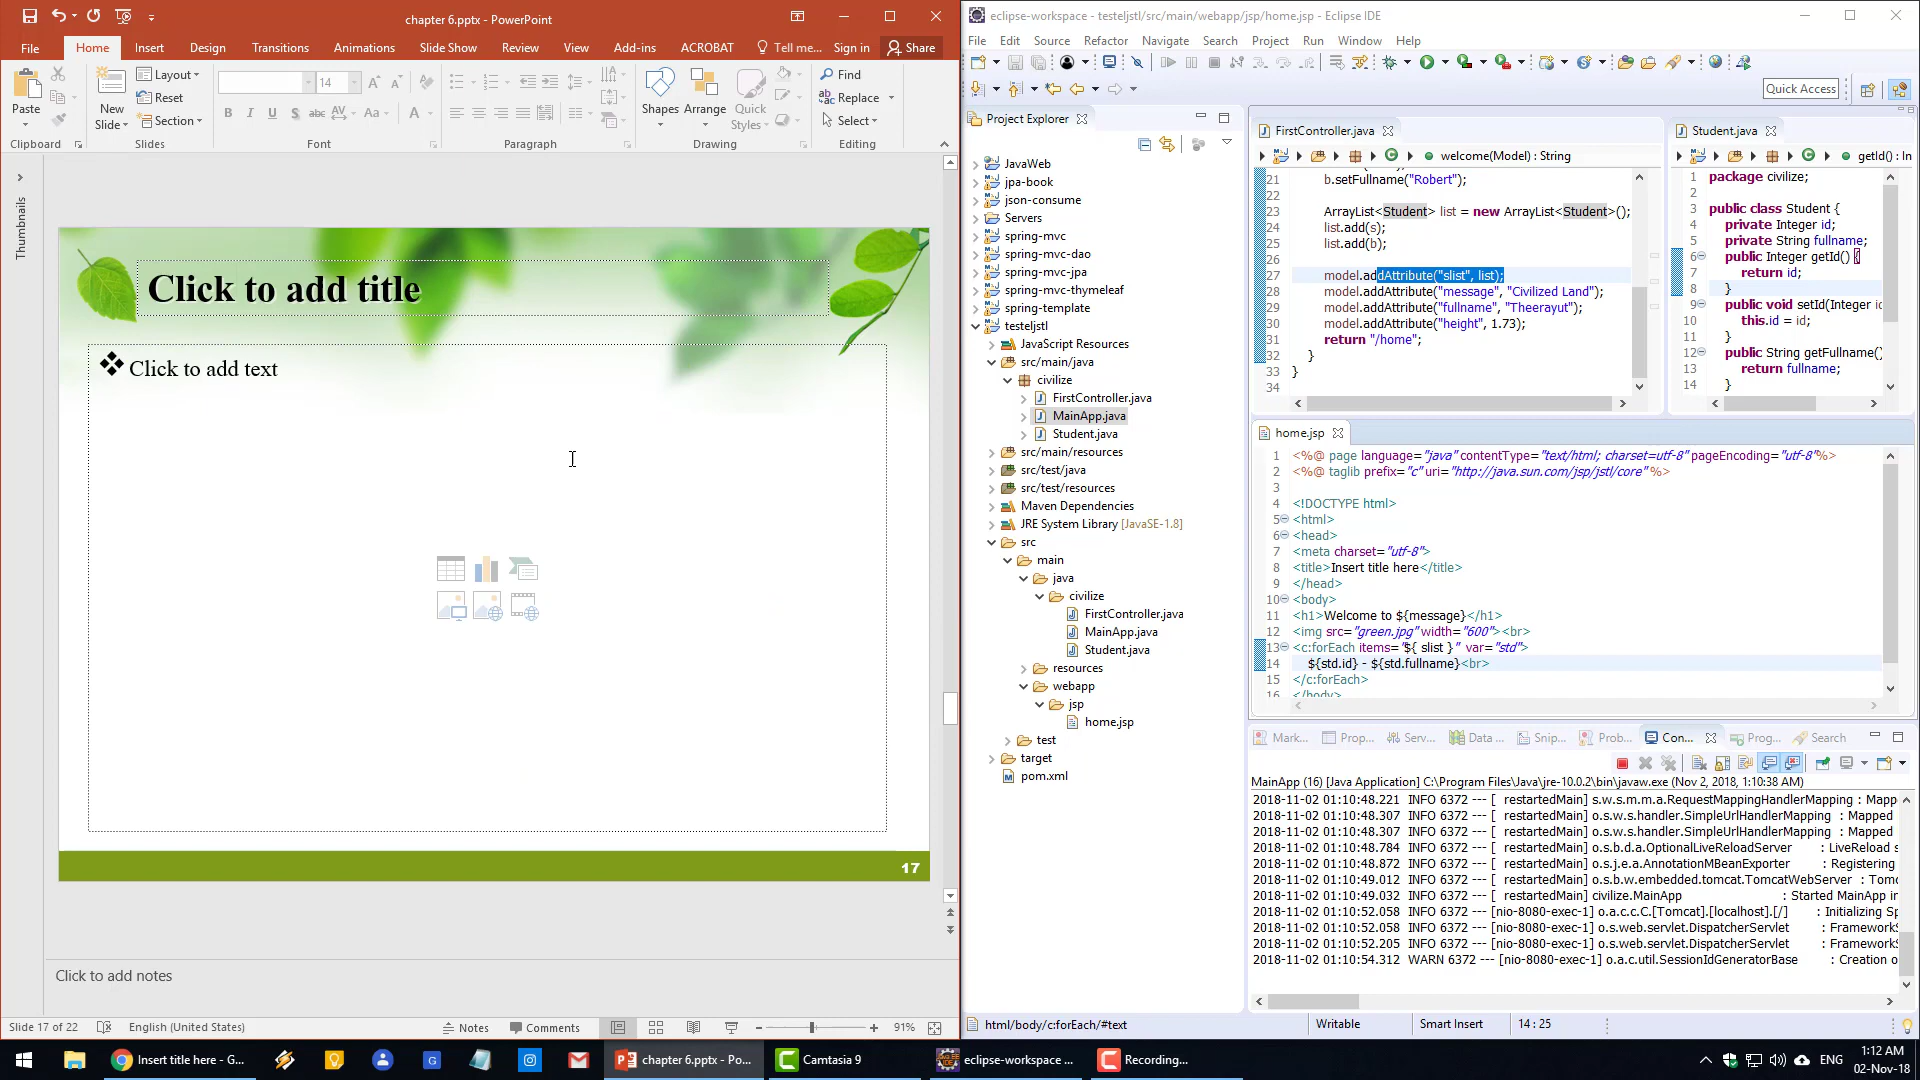 chapter 6.pptx - PowerPoint
File Home Insert Design Transitions Animations Slide Show Review View Add-ins ACROBAT Tell me... Sign in Share
Paste
New
Slide
Layout
Reset
Section
14
B I U S abc AV Aa A
Shapes Arrange Quick
Styles
Find
Replace
Select
Clipboard Slides Font Paragraph Drawing Editing
Thumbnails
Click to add title
Click to add text
17
Click to add notes
Slide 17 of 22 English (United States) Notes Comments 91%
eclipse-workspace - testeljstl/src/main/webapp/jsp/home.jsp - Eclipse IDE
File Edit Source Refactor Navigate Search Project Run Window Help
Quick Access
Project Explorer
JavaWeb
jpa-book
json-consume
Servers
spring-mvc
spring-mvc-dao
spring-mvc-jpa
spring-mvc-thymeleaf
spring-template
testeljstl
JavaScript Resources
src/main/java
civilize
FirstController.java
MainApp.java
Student.java
src/main/resources
src/test/java
src/test/resources
Maven Dependencies
JRE System Library [JavaSE-1.8]
src
main
java
civilize
FirstController.java
MainApp.java
Student.java
resources
webapp
jsp
home.jsp
test
target
pom.xml
FirstController.java
welcome(Model) : String
21 b.setFullname("Robert");
22
23 ArrayList<Student> list = new ArrayList<Student>();
24 list.add(s);
25 list.add(b);
26
27 model.addAttribute("slist", list);
28 model.addAttribute("message", "Civilized Land");
29 model.addAttribute("fullname", "Theerayut");
30 model.addAttribute("height", 1.73);
31 return "/home";
32 }
33 }
34
Student.java
getId() : In
1 package civilize;
2
3 public class Student {
4 private Integer id;
5 private String fullname;
6 public Integer getId() {
7 return id;
8 }
9 public void setId(Integer id
10 this.id = id;
11 }
12 public String getFullname()
13 return fullname;
14 }
home.jsp
1 <%@ page language="java" contentType="text/html; charset=utf-8" pageEncoding="utf-8"%>
2 <%@ taglib prefix="c" uri="http://java.sun.com/jsp/jstl/core" %>
3
4 <!DOCTYPE html>
5 <html>
6 <head>
7 <meta charset="utf-8">
8 <title>Insert title here</title>
9 </head>
10 <body>
11 <h1>Welcome to ${message}</h1>
12 <img src="green.jpg" width="600"><br>
13 <c:forEach items="${ slist }" var="std">
14 ${std.id} - ${std.fullname}<br>
15 </c:forEach>
16 </body>
Mark... Prop... Serv... Data ... Snip... Prob... Con... Prog... Search
MainApp (16) [Java Application] C:\Program Files\Java\jre-10.0.2\bin\javaw.exe (Nov 2, 2018, 1:10:38 AM)
2018-11-02 01:10:48.221 INFO 6372 --- [ restartedMain] s.w.s.m.m.a.RequestMappingHandlerMapping : Mapp
2018-11-02 01:10:48.307 INFO 6372 --- [ restartedMain] o.s.w.s.handler.SimpleUrlHandlerMapping : Mapped
2018-11-02 01:10:48.307 INFO 6372 --- [ restartedMain] o.s.w.s.handler.SimpleUrlHandlerMapping : Mapped
2018-11-02 01:10:48.784 INFO 6372 --- [ restartedMain] o.s.b.d.a.OptionalLiveReloadServer : LiveReload s
2018-11-02 01:10:48.872 INFO 6372 --- [ restartedMain] o.s.j.e.a.AnnotationMBeanExporter : Registering
2018-11-02 01:10:49.012 INFO 6372 --- [ restartedMain] o.s.b.w.embedded.tomcat.TomcatWebServer : Tomc
2018-11-02 01:10:49.032 INFO 6372 --- [ restartedMain] civilize.MainApp : Started MainApp in
2018-11-02 01:10:52.058 INFO 6372 --- [nio-8080-exec-1] o.a.c.c.C.[Tomcat].[localhost].[/] : Initializing Sp
2018-11-02 01:10:52.058 INFO 6372 --- [nio-8080-exec-1] o.s.web.servlet.DispatcherServlet : FrameworkS
2018-11-02 01:10:52.205 INFO 6372 --- [nio-8080-exec-1] o.s.web.servlet.DispatcherServlet : FrameworkS
2018-11-02 01:10:54.312 WARN 6372 --- [nio-8080-exec-1] o.a.c.util.SessionIdGeneratorBase : Creation o
html/body/c:forEach/#text Writable Smart Insert 14 : 25
Insert title here - G... chapter 6.pptx - Po... Camtasia 9 eclipse-workspace ... Recording... ENG
1:12 AM
02-Nov-18